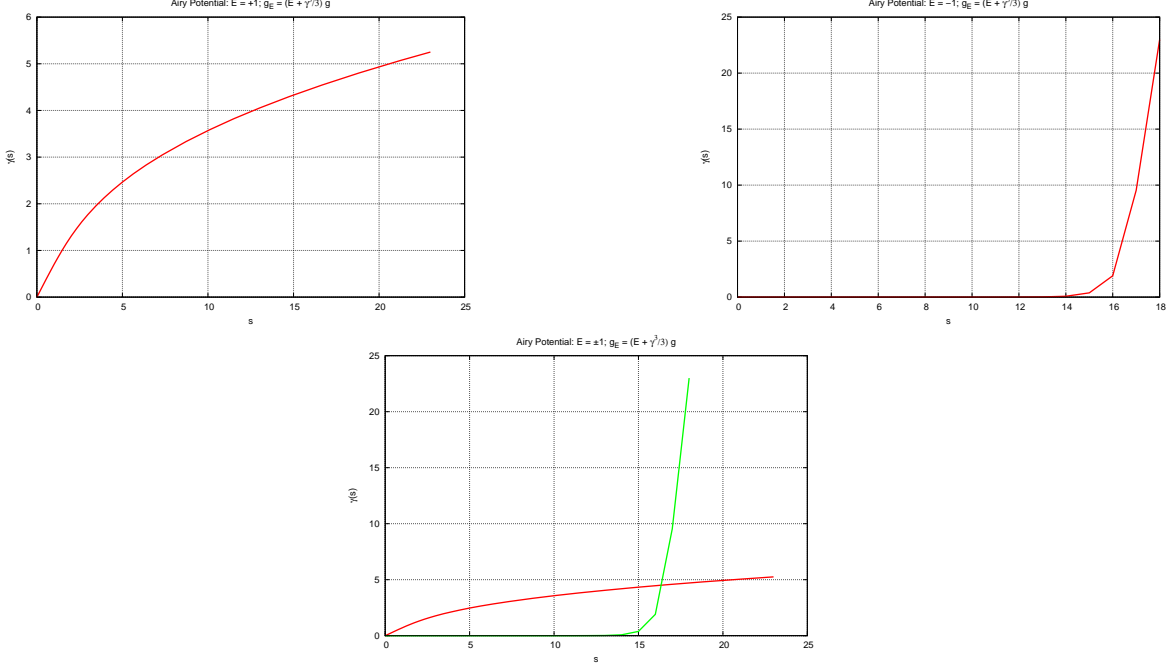 Airy Potential: E = +1; g_E = (E + γ³/3) g
6
5
4
3
2
1
0
γ(s)
0 5 10 15 20 25
s
Airy Potential: E = −1; g_E = (E + γ³/3) g
25
20
15
10
5
0
γ(s)
0 2 4 6 8 10 12 14 16 18
s
Airy Potential: E = ±1; g_E = (E + γ³/3) g
25
20
15
10
5
0
γ(s)
0 5 10 15 20 25
s